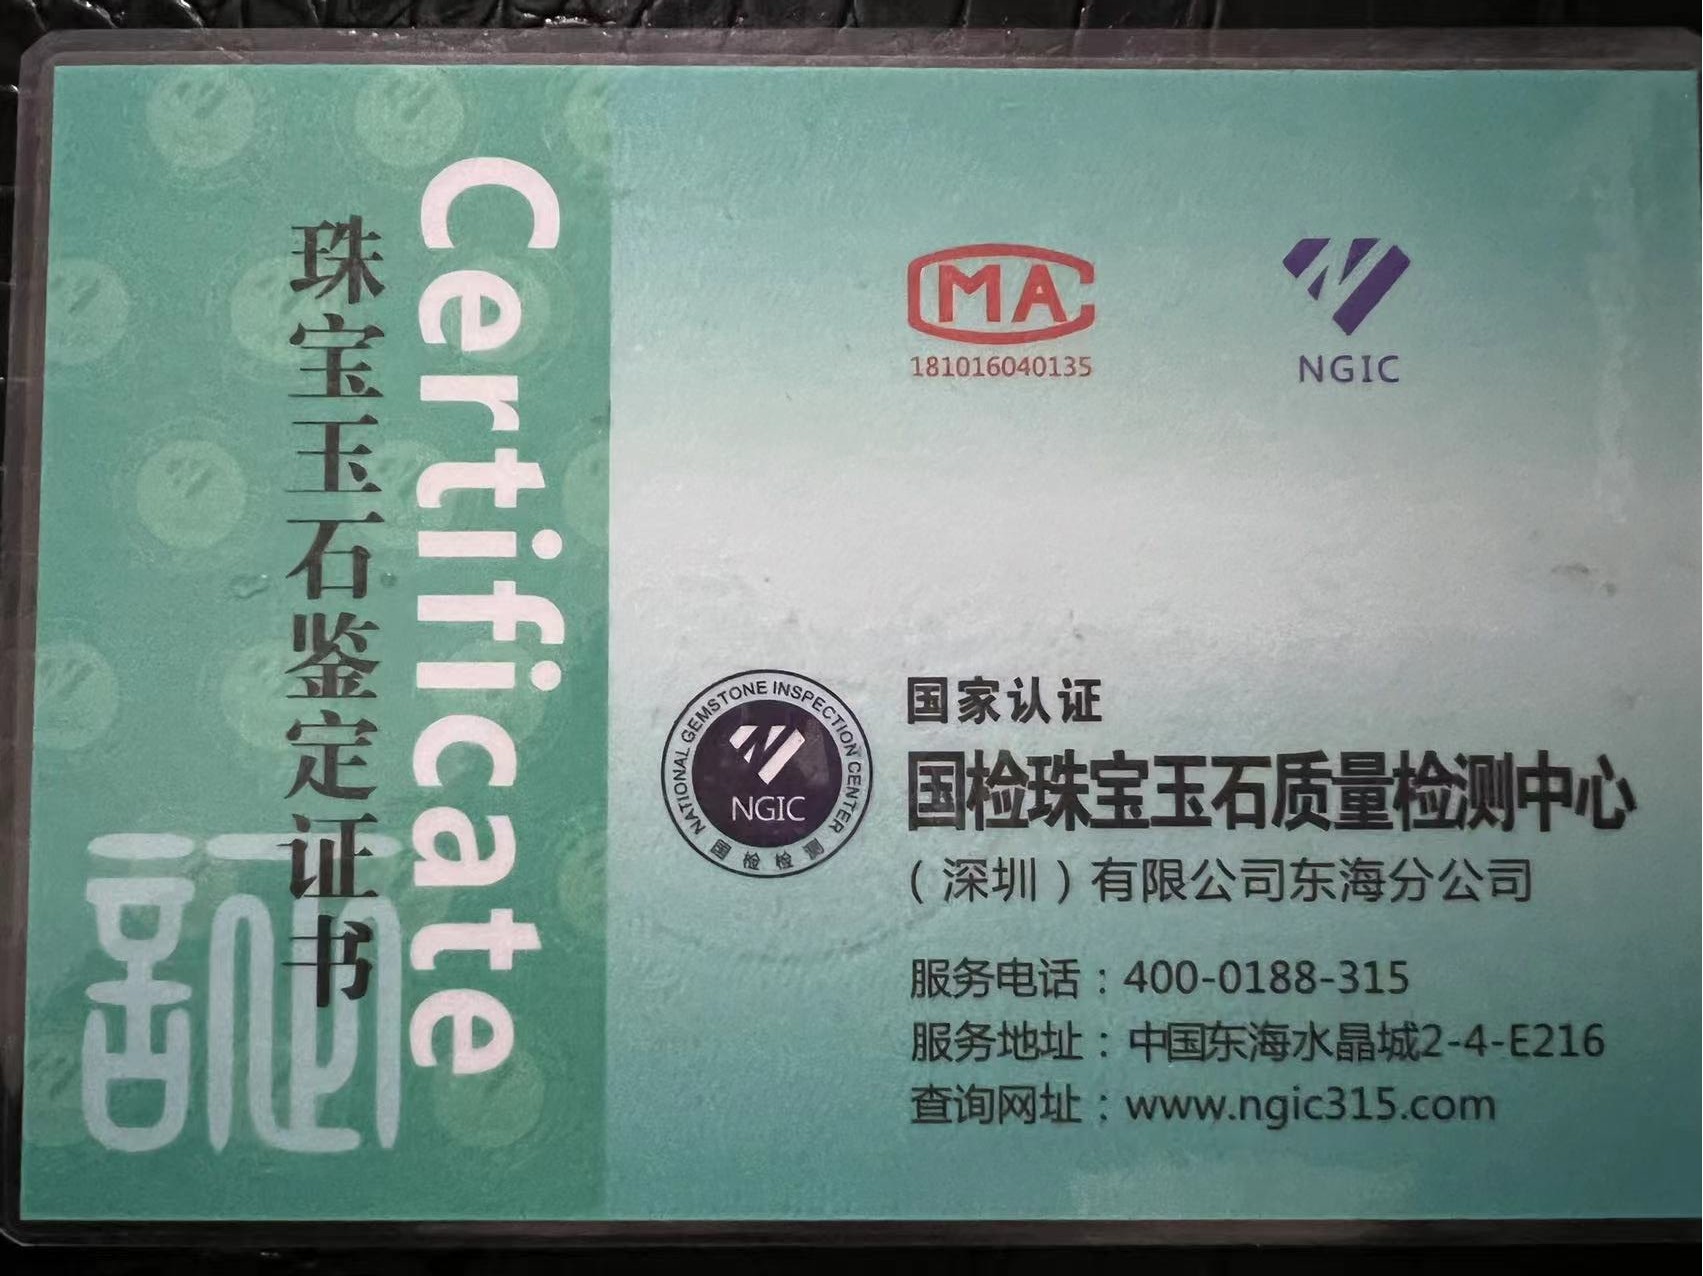 珠宝玉石鉴定证书
Certificate
MA
181016040135
NGIC
NATIONAL GEMSTONE INSPECTION CENTER
NGIC
国检检测
国家认证
国检珠宝玉石质量检测中心
（深圳）有限公司东海分公司
服务电话：400-0188-315
服务地址：中国东海水晶城2-4-E216
查询网址：www.ngic315.com